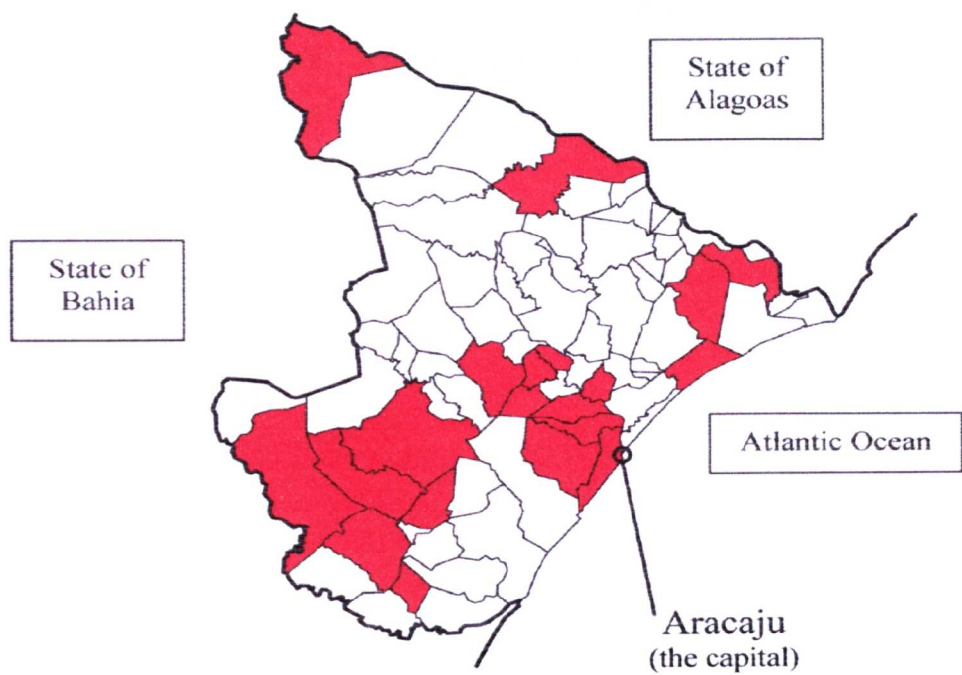 State of
Alagoas
State of
Bahia
Atlantic Ocean
Aracaju
(the capital)